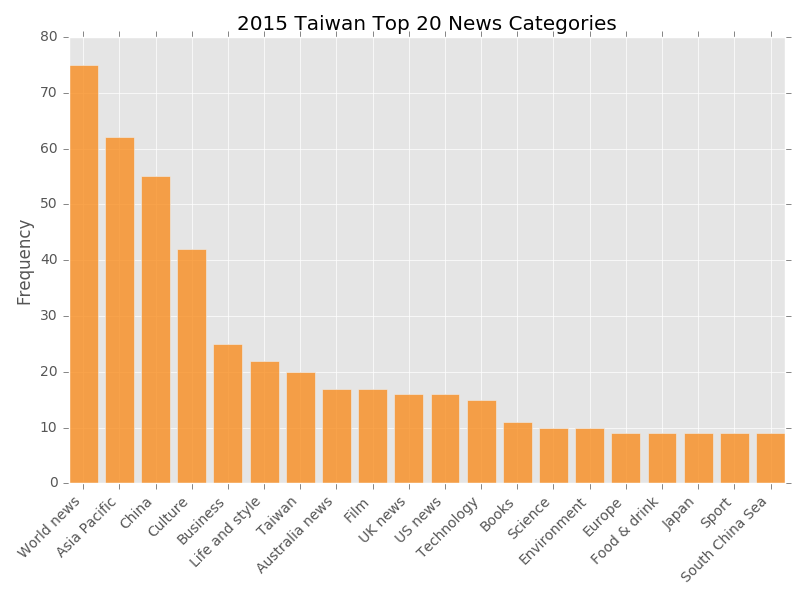 2015 Taiwan Top 20 News Categories
80
70
60
50
40
30
20
10
0
Frequency
World news
Asia Pacific
China
Culture
Business
Life and style
Taiwan
Australia news
Film
UK news
US news
Technology
Books
Science
Environment
Europe
Food & drink
Japan
Sport
South China Sea